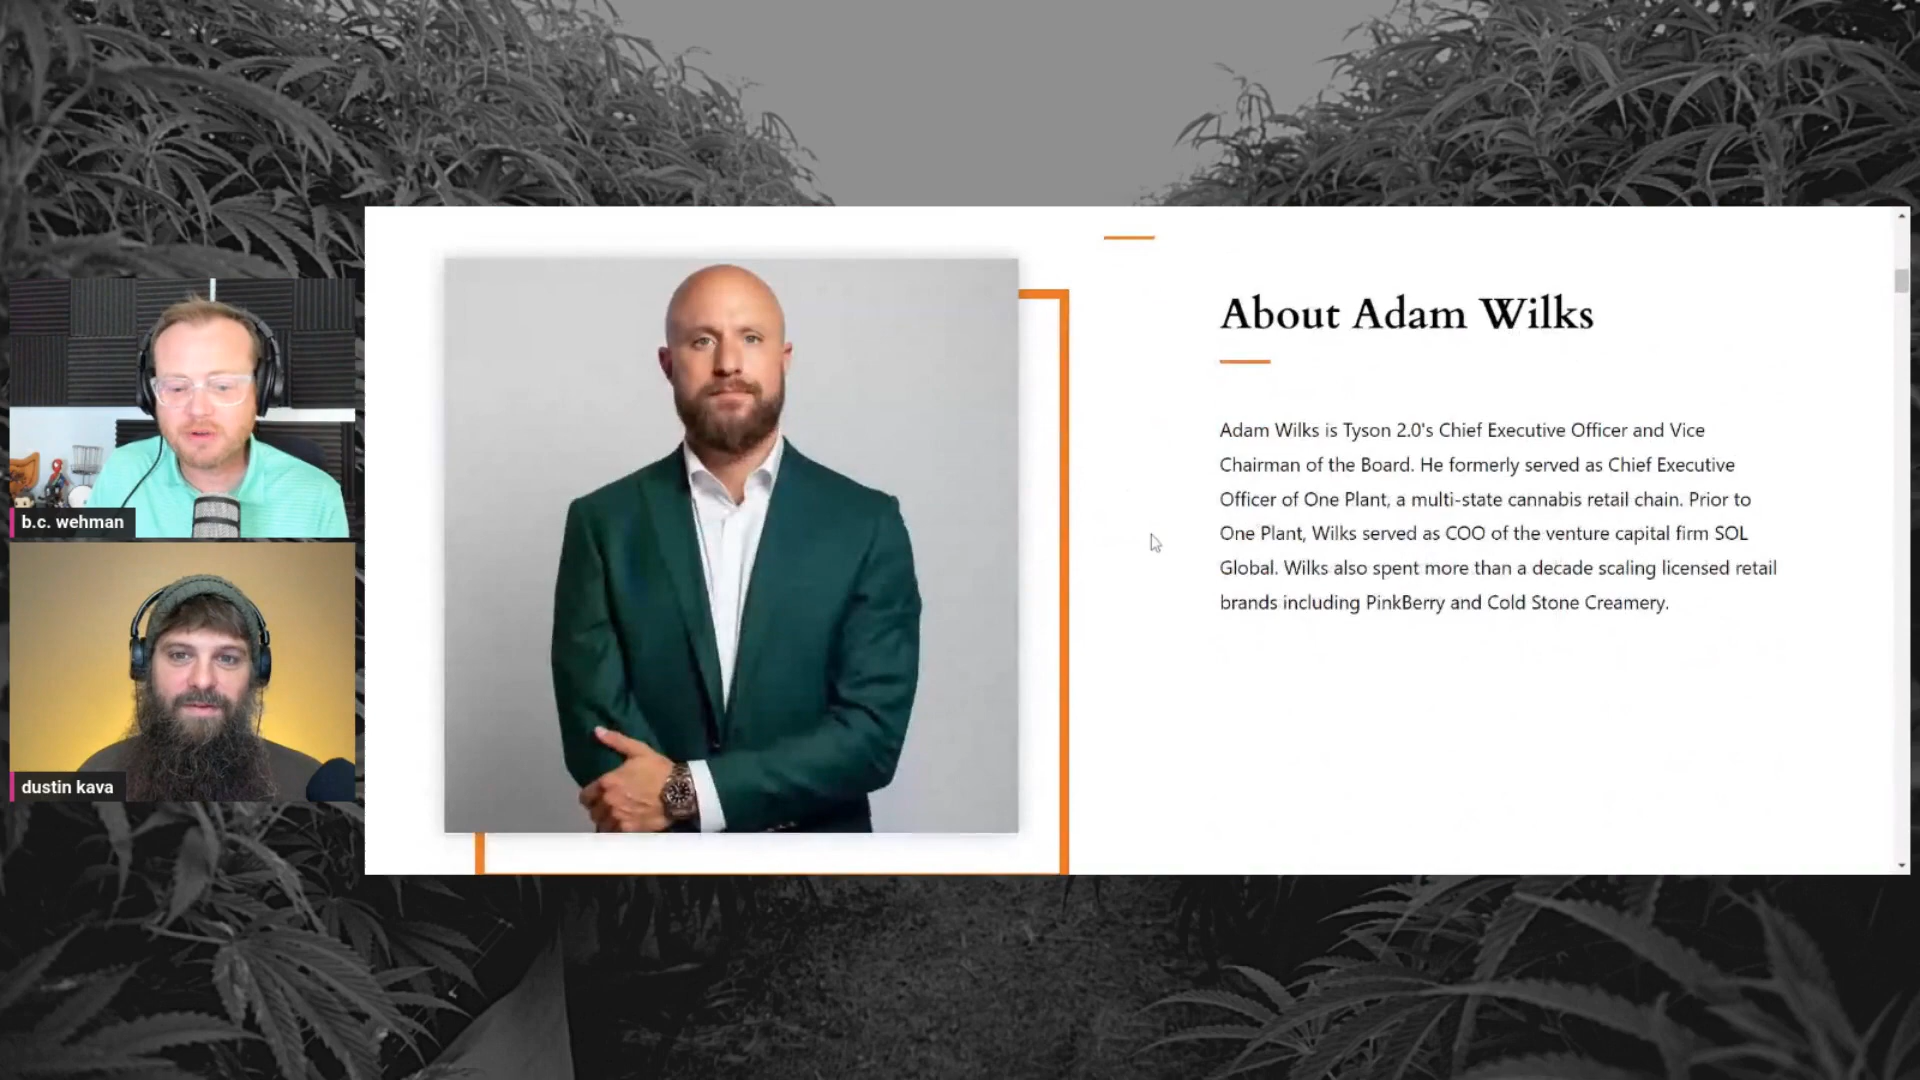 b.c. wehman
dustin kava
About Adam Wilks
Adam Wilks is Tyson 2.0's Chief Executive Officer and Vice
Chairman of the Board. He formerly served as Chief Executive
Officer of One Plant, a multi-state cannabis retail chain. Prior to
One Plant, Wilks served as COO of the venture capital firm SOL
Global. Wilks also spent more than a decade scaling licensed retail
brands including PinkBerry and Cold Stone Creamery.